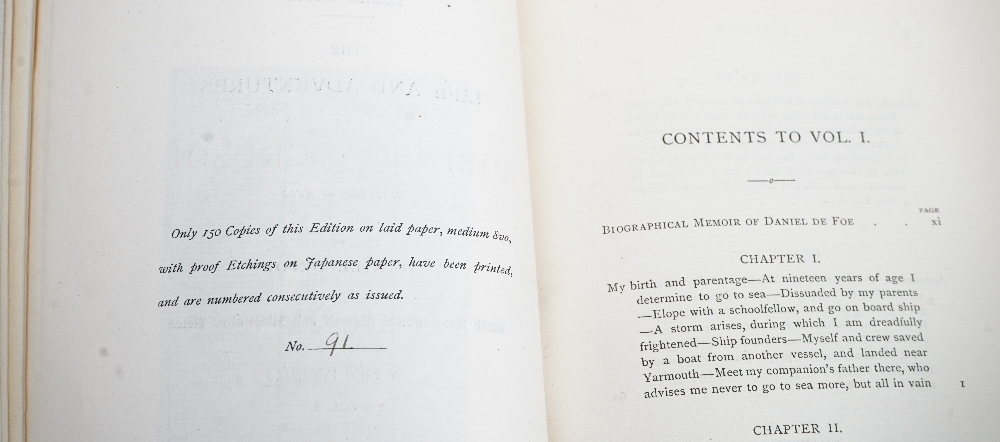 Only 150 Copies of this Edition on laid paper, medium 8vo,
with proof Etchings on Japanese paper, have been printed,
and are numbered consecutively as issued.
No. 91
CONTENTS TO VOL. I.
PAGE
BIOGRAPHICAL MEMOIR OF DANIEL DE FOE . . xi
CHAPTER I.
My birth and parentage—At nineteen years of age I
determine to go to sea—Dissuaded by my parents
—Elope with a schoolfellow, and go on board ship
—A storm arises, during which I am dreadfully
frightened—Ship founders—Myself and crew saved
by a boat from another vessel, and landed near
Yarmouth—Meet my companion's father there, who
advises me never to go to sea more, but all in vain 1
CHAPTER II.